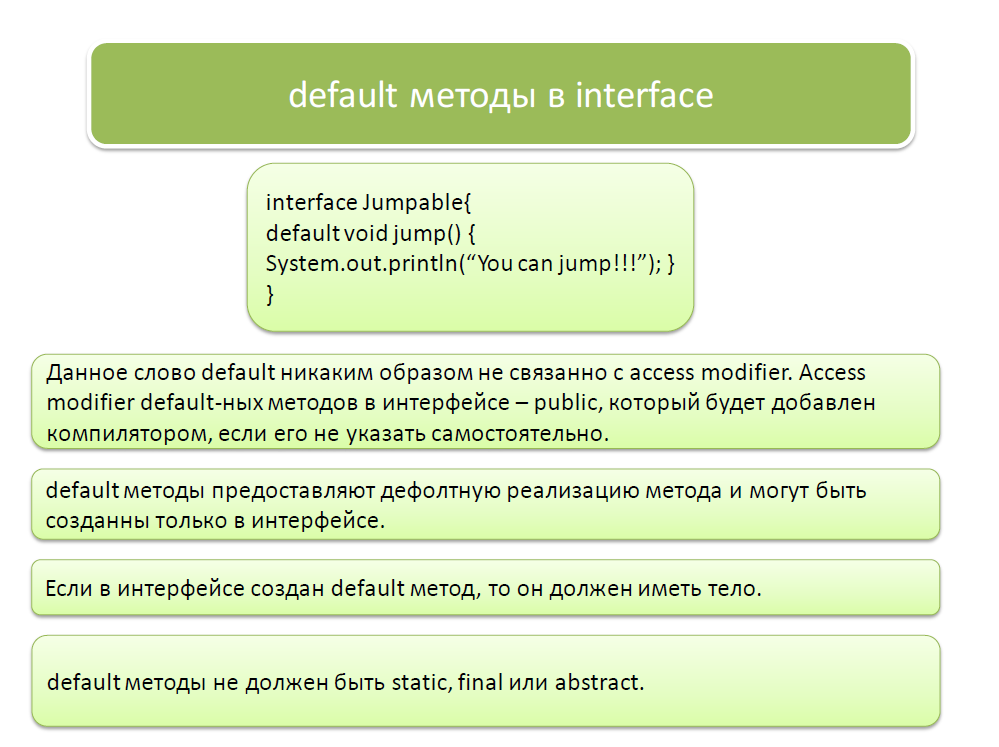 default методы в interface
interface Jumpable{
default void jump() {
System.out.println(“You can jump!!!”); }
}
Данное слово default никаким образом не связанно с access modifier. Access
modifier default-ных методов в интерфейсе – public, который будет добавлен
компилятором, если его не указать самостоятельно.
default методы предоставляют дефолтную реализацию метода и могут быть
созданны только в интерфейсе.
Если в интерфейсе создан default метод, то он должен иметь тело.
default методы не должен быть static, final или abstract.